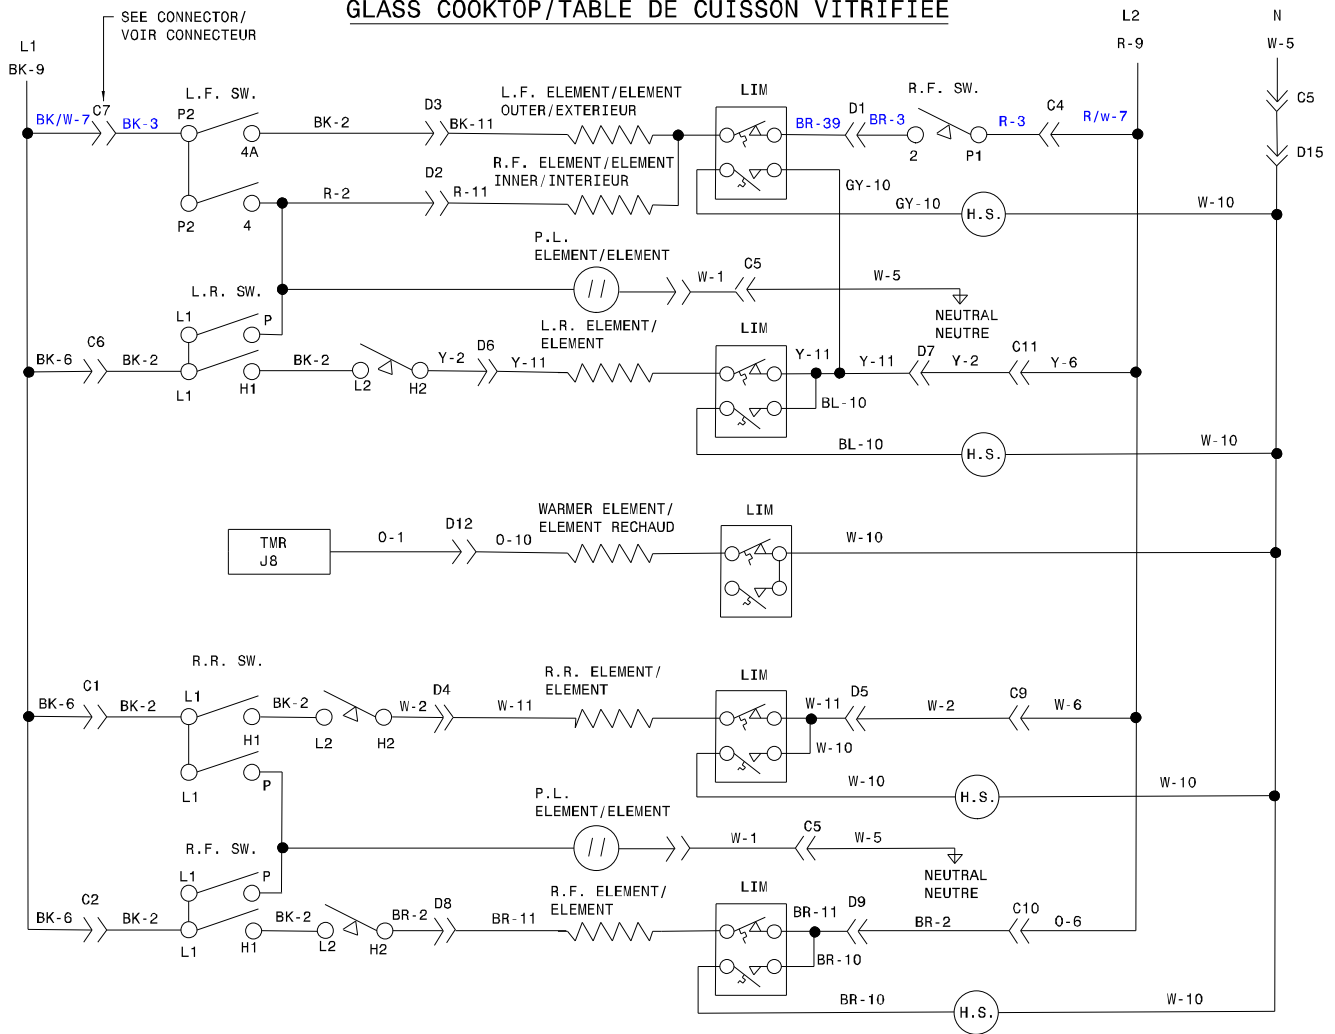 GLASS COOKTOP/TABLE DE CUISSON VITRIFIEE
SEE CONNECTOR/
VOIR CONNECTEUR
L1
BK-9
L2
R-9
N
W-5
C5
D15
BK/W-7
C7
BK-3
L.F. SW.
P2
4A
BK-2
D3
BK-11
L.F. ELEMENT/ELEMENT
OUTER/EXTERIEUR
LIM
BR-39
D1
BR-3
R.F. SW.
2
P1
R-3
C4
R/w-7
P2
4
R-2
D2
R-11
R.F. ELEMENT/ELEMENT
INNER/INTERIEUR
GY-10
GY-10
H.S.
W-10
P.L.
ELEMENT/ELEMENT
W-1
C5
W-5
NEUTRAL
NEUTRE
L.R. SW.
L1
P
C6
BK-6
BK-2
L1
H1
BK-2
L2
H2
Y-2
D6
Y-11
L.R. ELEMENT/
ELEMENT
LIM
Y-11
BL-10
Y-11
D7
Y-2
C11
Y-6
BL-10
H.S.
W-10
TMR
J8
O-1
D12
O-10
WARMER ELEMENT/
ELEMENT RECHAUD
LIM
W-10
R.R. SW.
BK-6
C1
BK-2
L1
H1
BK-2
L2
H2
W-2
D4
W-11
R.R. ELEMENT/
ELEMENT
LIM
W-11
W-10
D5
W-2
C9
W-6
L1
P
W-10
H.S.
W-10
P.L.
ELEMENT/ELEMENT
W-1
C5
W-5
NEUTRAL
NEUTRE
R.F. SW.
L1
P
BK-6
C2
BK-2
L1
H1
BK-2
L2
H2
BR-2
D8
BR-11
R.F. ELEMENT/
ELEMENT
LIM
BR-11
BR-10
D9
BR-2
C10
O-6
BR-10
H.S.
W-10